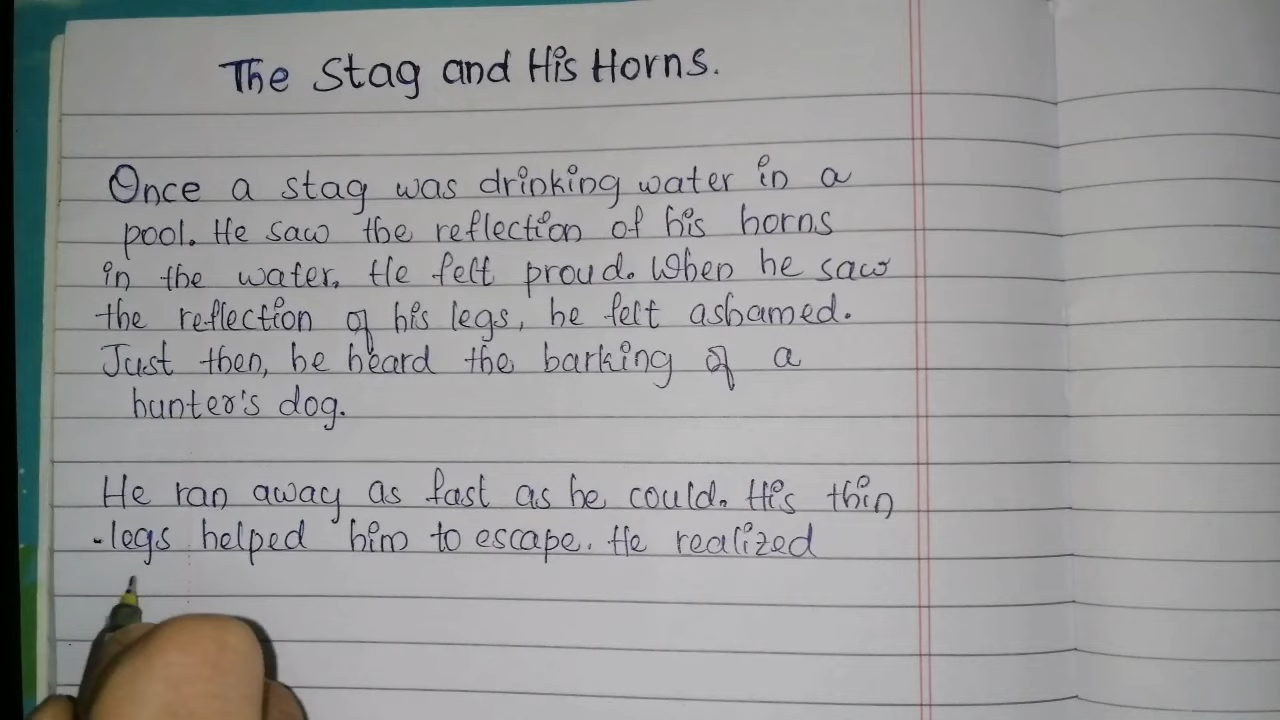 The Stag and His Horns.
Once a stag was drinking water in a
pool. He saw the reflection of his horns
in the water. He felt proud. When he saw
the reflection of his legs, he felt ashamed.
Just then, he heard the barking of a
hunter's dog.
He ran away as fast as he could. His thin
-legs helped him to escape. He realized